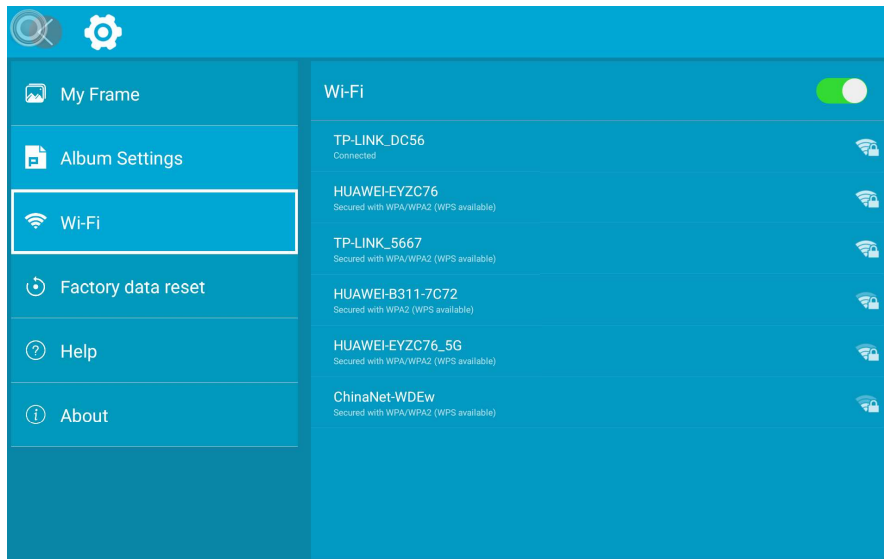 My Frame
Album Settings
Wi-Fi
Factory data reset
Help
About
Wi-Fi
TP-LINK_DC56
Connected
HUAWEI-EYZC76
Secured with WPA/WPA2 (WPS available)
TP-LINK_5667
Secured with WPA/WPA2 (WPS available)
HUAWEI-B311-7C72
Secured with WPA2 (WPS available)
HUAWEI-EYZC76_5G
Secured with WPA/WPA2 (WPS available)
ChinaNet-WDEw
Secured with WPA/WPA2 (WPS available)